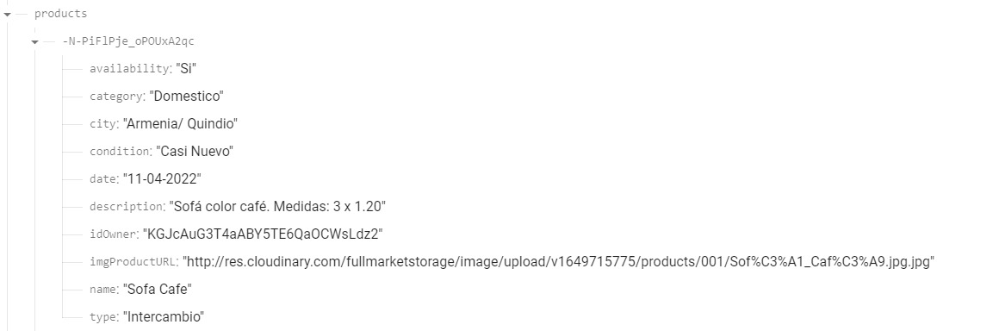 products
-N-PiFlPje_oPOUxA2qc
availability: "Si"
category: "Domestico"
city: "Armenia/ Quindio"
condition: "Casi Nuevo"
date: "11-04-2022"
description: "Sofá color café. Medidas: 3 x 1.20"
idOwner: "KGJcAuG3T4aABY5TE6QaOCWsLdz2"
imgProductURL: "http://res.cloudinary.com/fullmarketstorage/image/upload/v1649715775/products/001/Sof%C3%A1_Caf%C3%A9.jpg.jpg"
name: "Sofa Cafe"
type: "Intercambio"